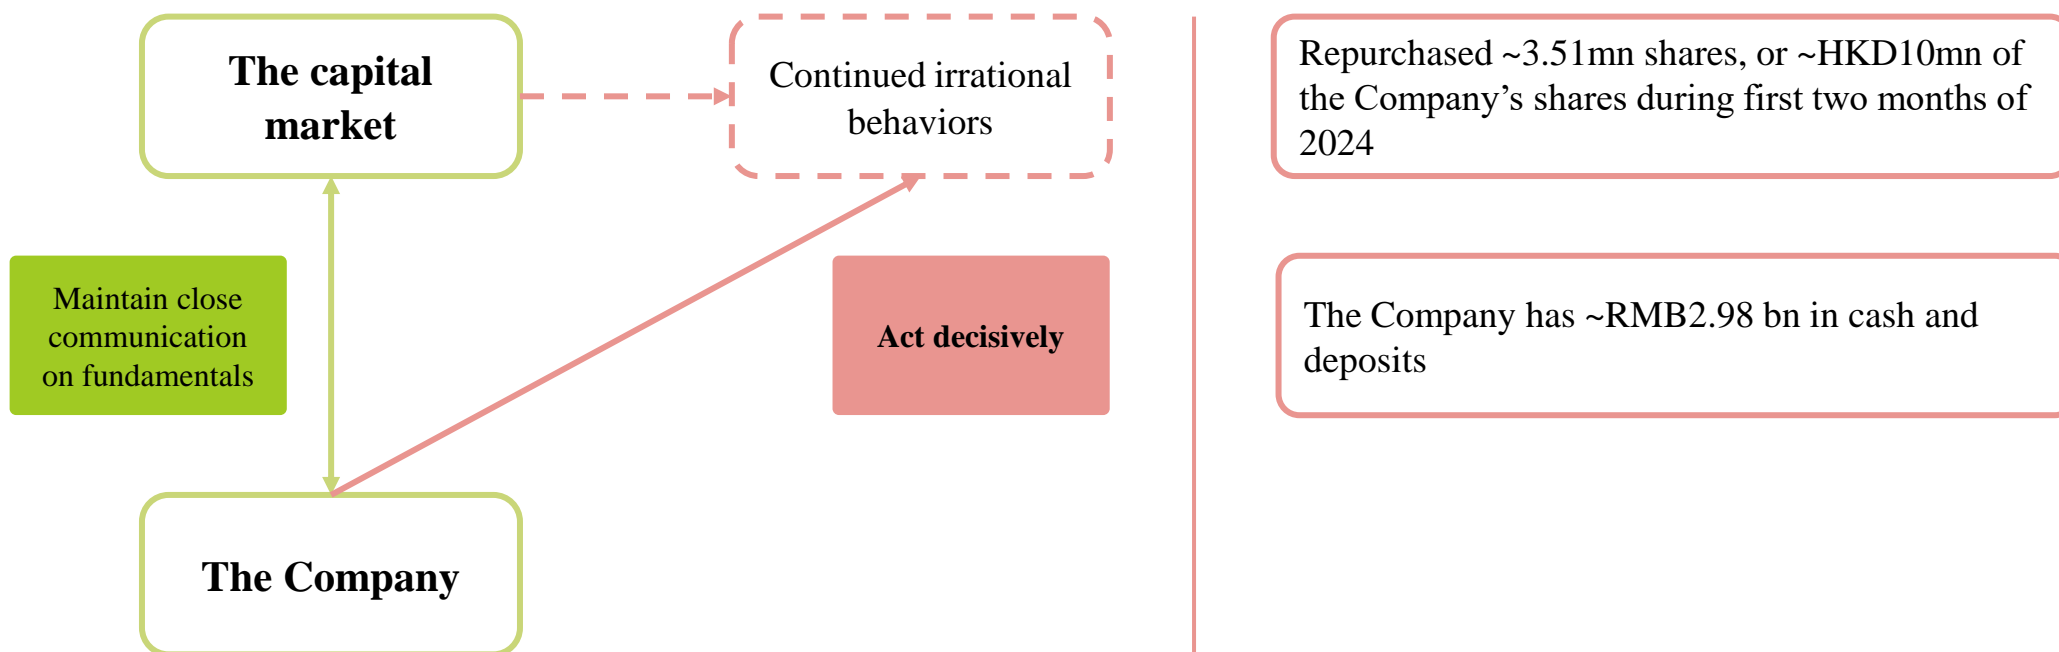 The capital
market
Continued irrational
behaviors
Maintain close
communication
on fundamentals
Act decisively
The Company
Repurchased ~3.51mn shares, or ~HKD10mn of
the Company’s shares during first two months of
2024
The Company has ~RMB2.98 bn in cash and
deposits